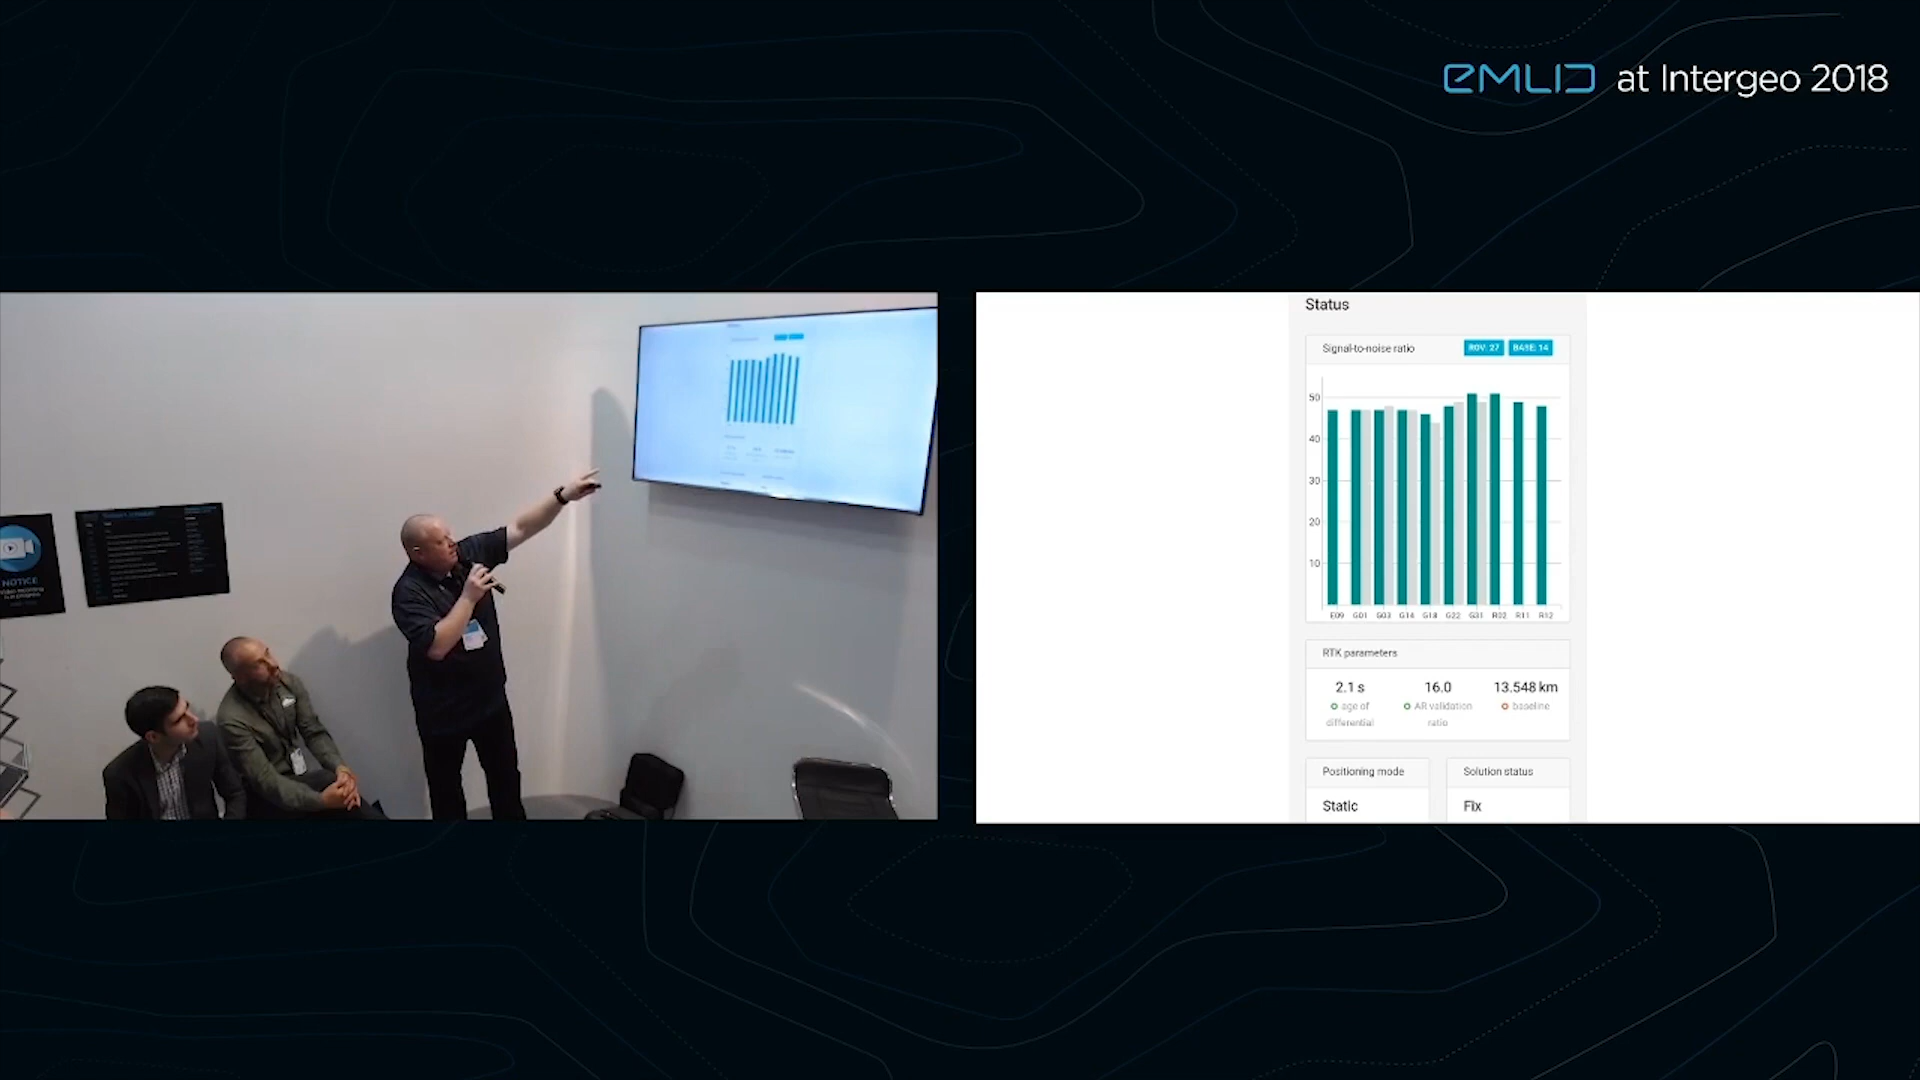 emlid at Intergeo 2018
Status
Signal-to-noise ratio
ROV: 27 BASE: 14
50
40
30
20
10
E09 G01 G03 G14 G18 G22 G31 R02 R11 R12
RTK parameters
2.1 s 16.0 13.548 km
age of differential AR validation ratio baseline
Positioning mode Solution status
Static Fix
NOTICE